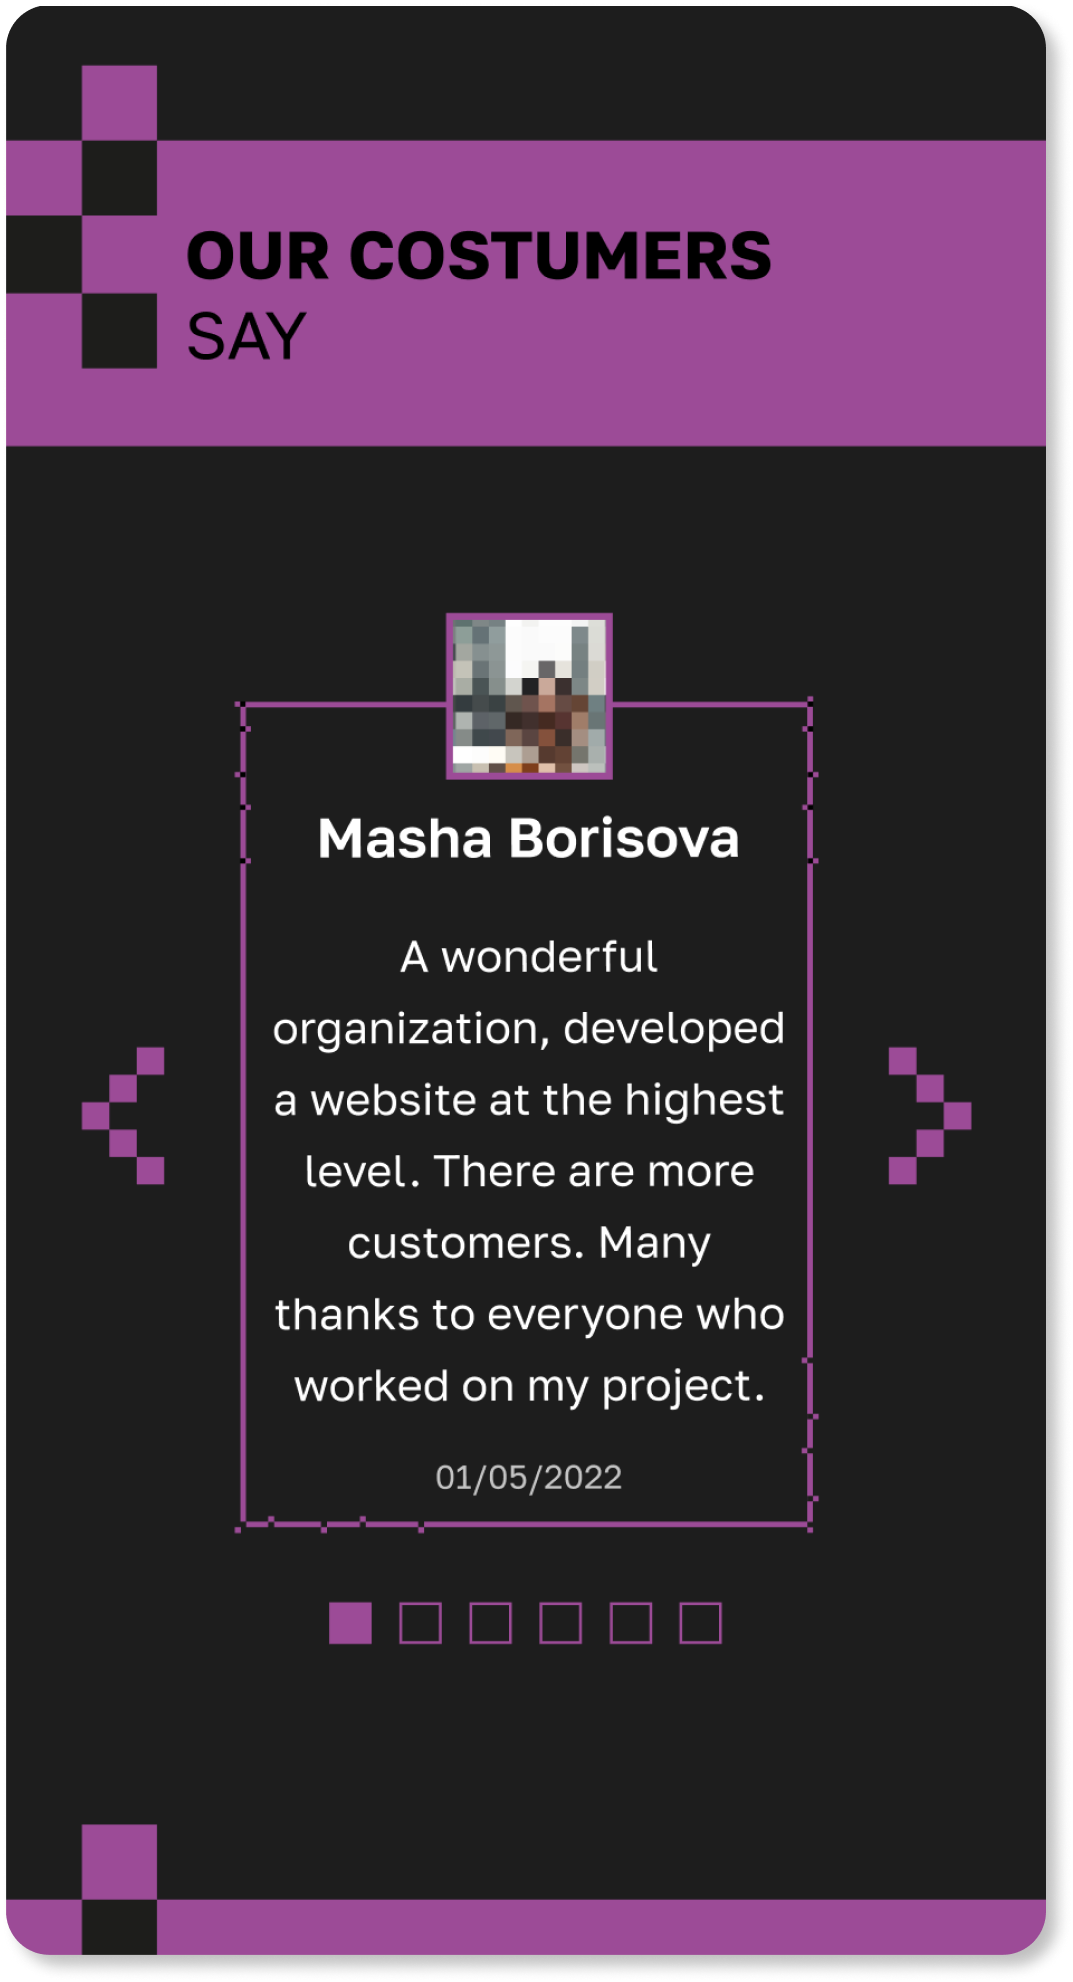 OUR COSTUMERS
SAY
Masha Borisova
A wonderful
organization, developed
a website at the highest
level. There are more
customers. Many
thanks to everyone who
worked on my project.
01/05/2022